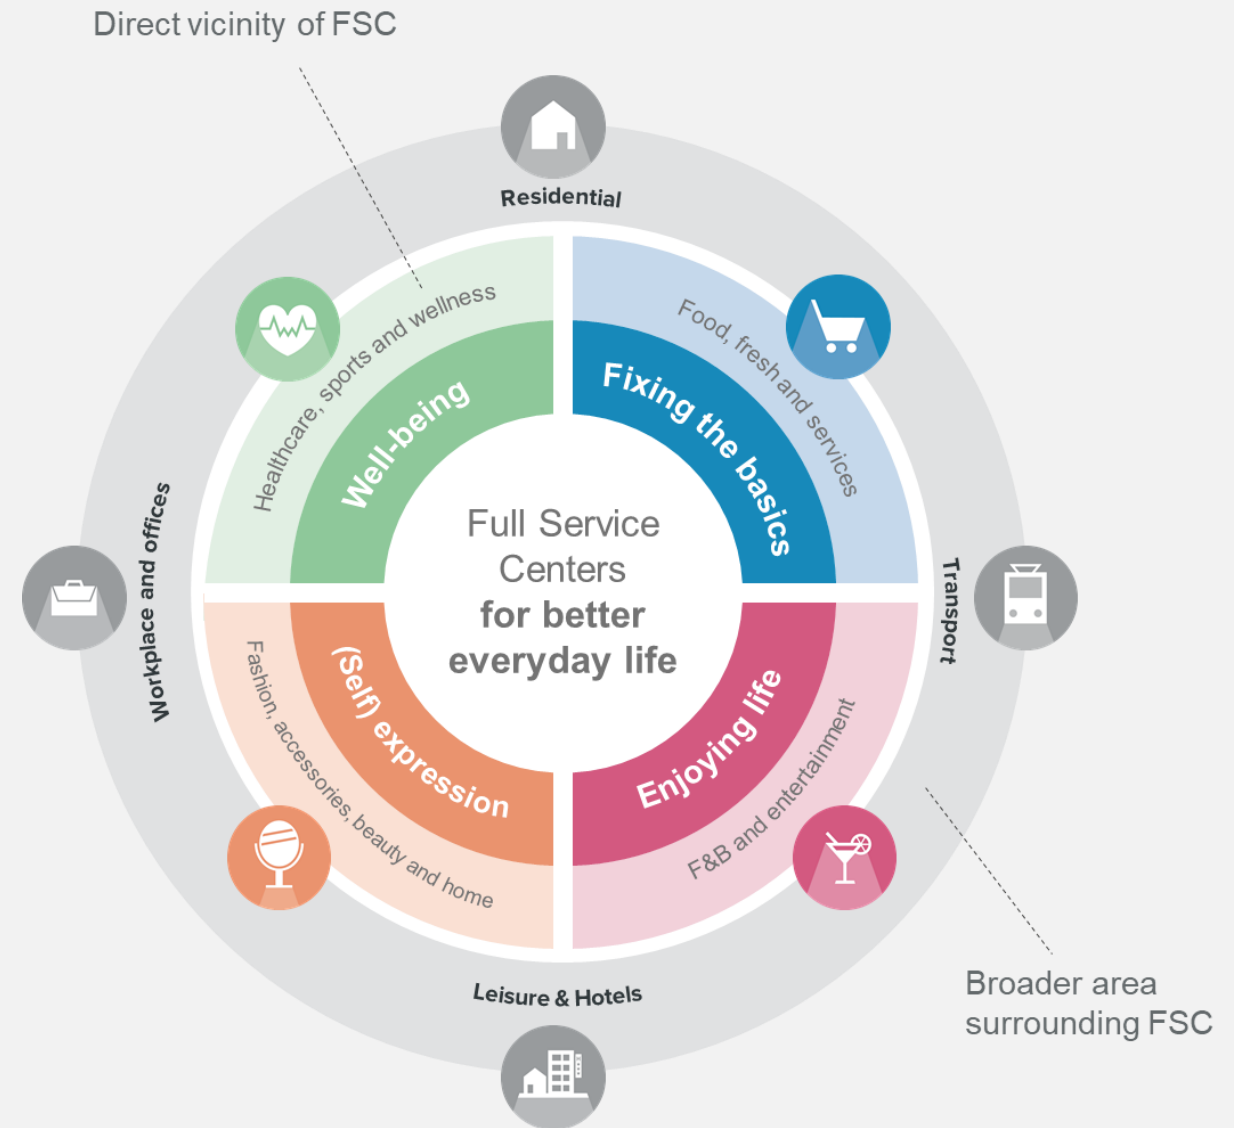 Direct vicinity of FSC
Residential
Healthcare, sports and wellness
Well-being
Food, fresh and services
Fixing the basics
Workplace and offices
Full Service
Centers
for better
everyday life
Transport
(Self) expression
Fashion, accessories, beauty and home
Enjoying life
F&B and entertainment
Leisure & Hotels
Broader area
surrounding FSC